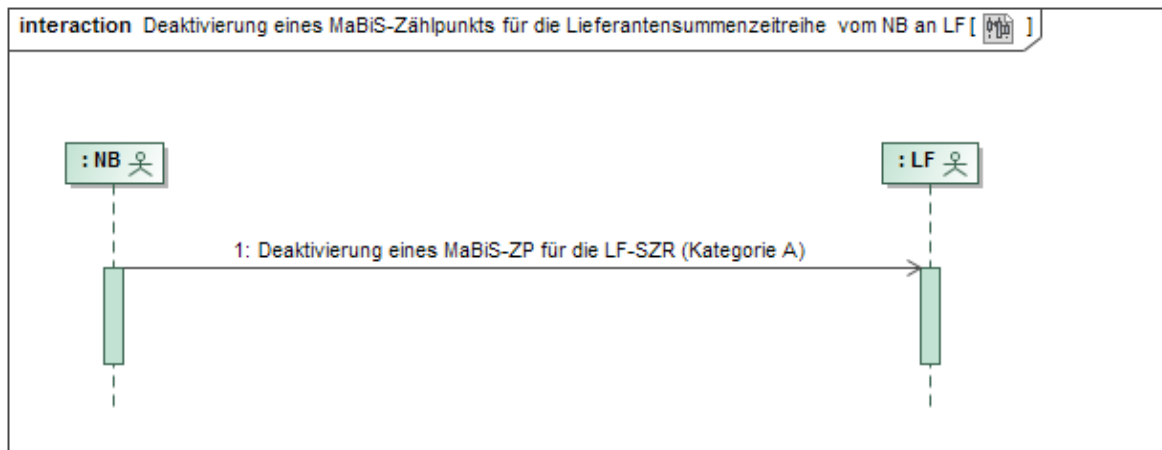 interaction Deaktivierung eines MaBiS-Zählpunkts für die Lieferantensummenzeitreihe vom NB an LF [ ]
: NB
: LF
1: Deaktivierung eines MaBiS-ZP für die LF-SZR (Kategorie A)